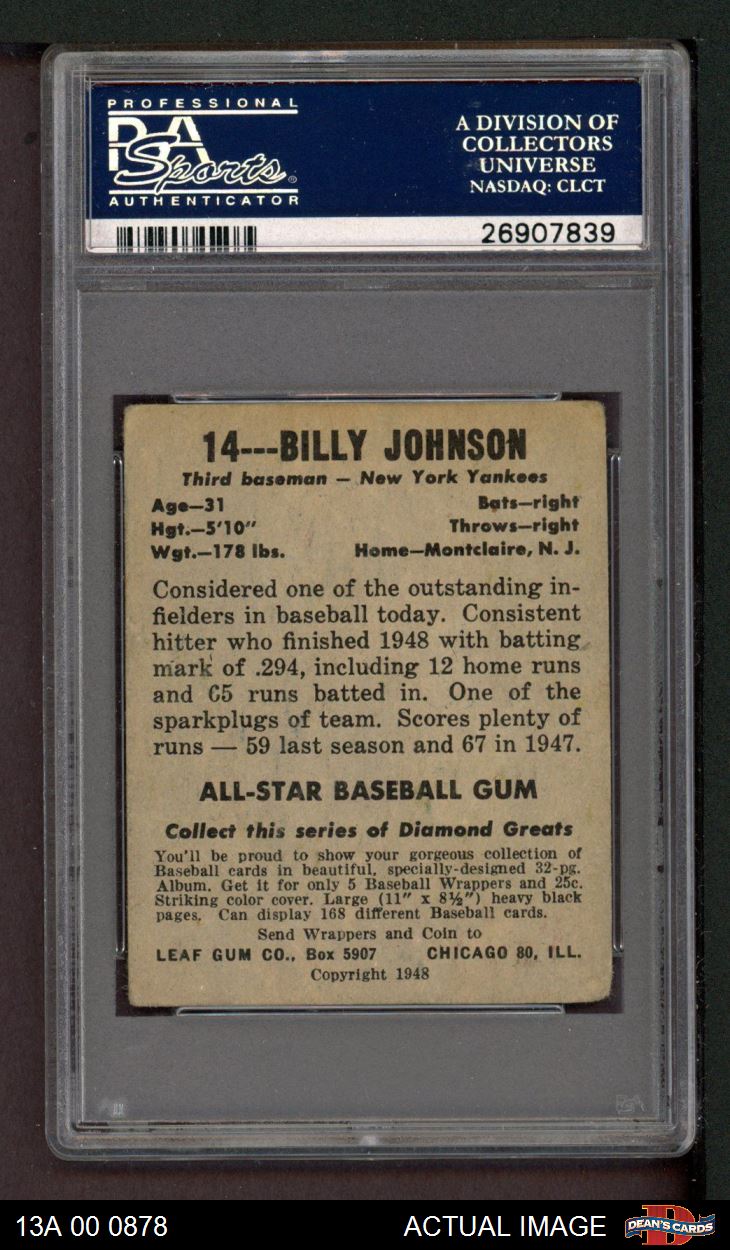 PROFESSIONAL
PSA
Sports®
AUTHENTICATOR
A DIVISION OF
COLLECTORS
UNIVERSE
NASDAQ: CLCT
26907839
14---BILLY JOHNSON
Third baseman — New York Yankees
Age—31 Bats—right
Hgt.—5'10" Throws—right
Wgt.—178 lbs. Home—Montclaire, N. J.
Considered one of the outstanding in-
fielders in baseball today. Consistent
hitter who finished 1948 with batting
mark of .294, including 12 home runs
and 65 runs batted in. One of the
sparkplugs of team. Scores plenty of
runs — 59 last season and 67 in 1947.
ALL-STAR BASEBALL GUM
Collect this series of Diamond Greats
You'll be proud to show your gorgeous collection of
Baseball cards in beautiful, specially-designed 32-pg.
Album. Get it for only 5 Baseball Wrappers and 25c.
Striking color cover. Large (11" x 8½") heavy black
pages. Can display 168 different Baseball cards.
Send Wrappers and Coin to
LEAF GUM CO., Box 5907 CHICAGO 80, ILL.
Copyright 1948
13A 00 0878 ACTUAL IMAGE
DEAN'S CARDS